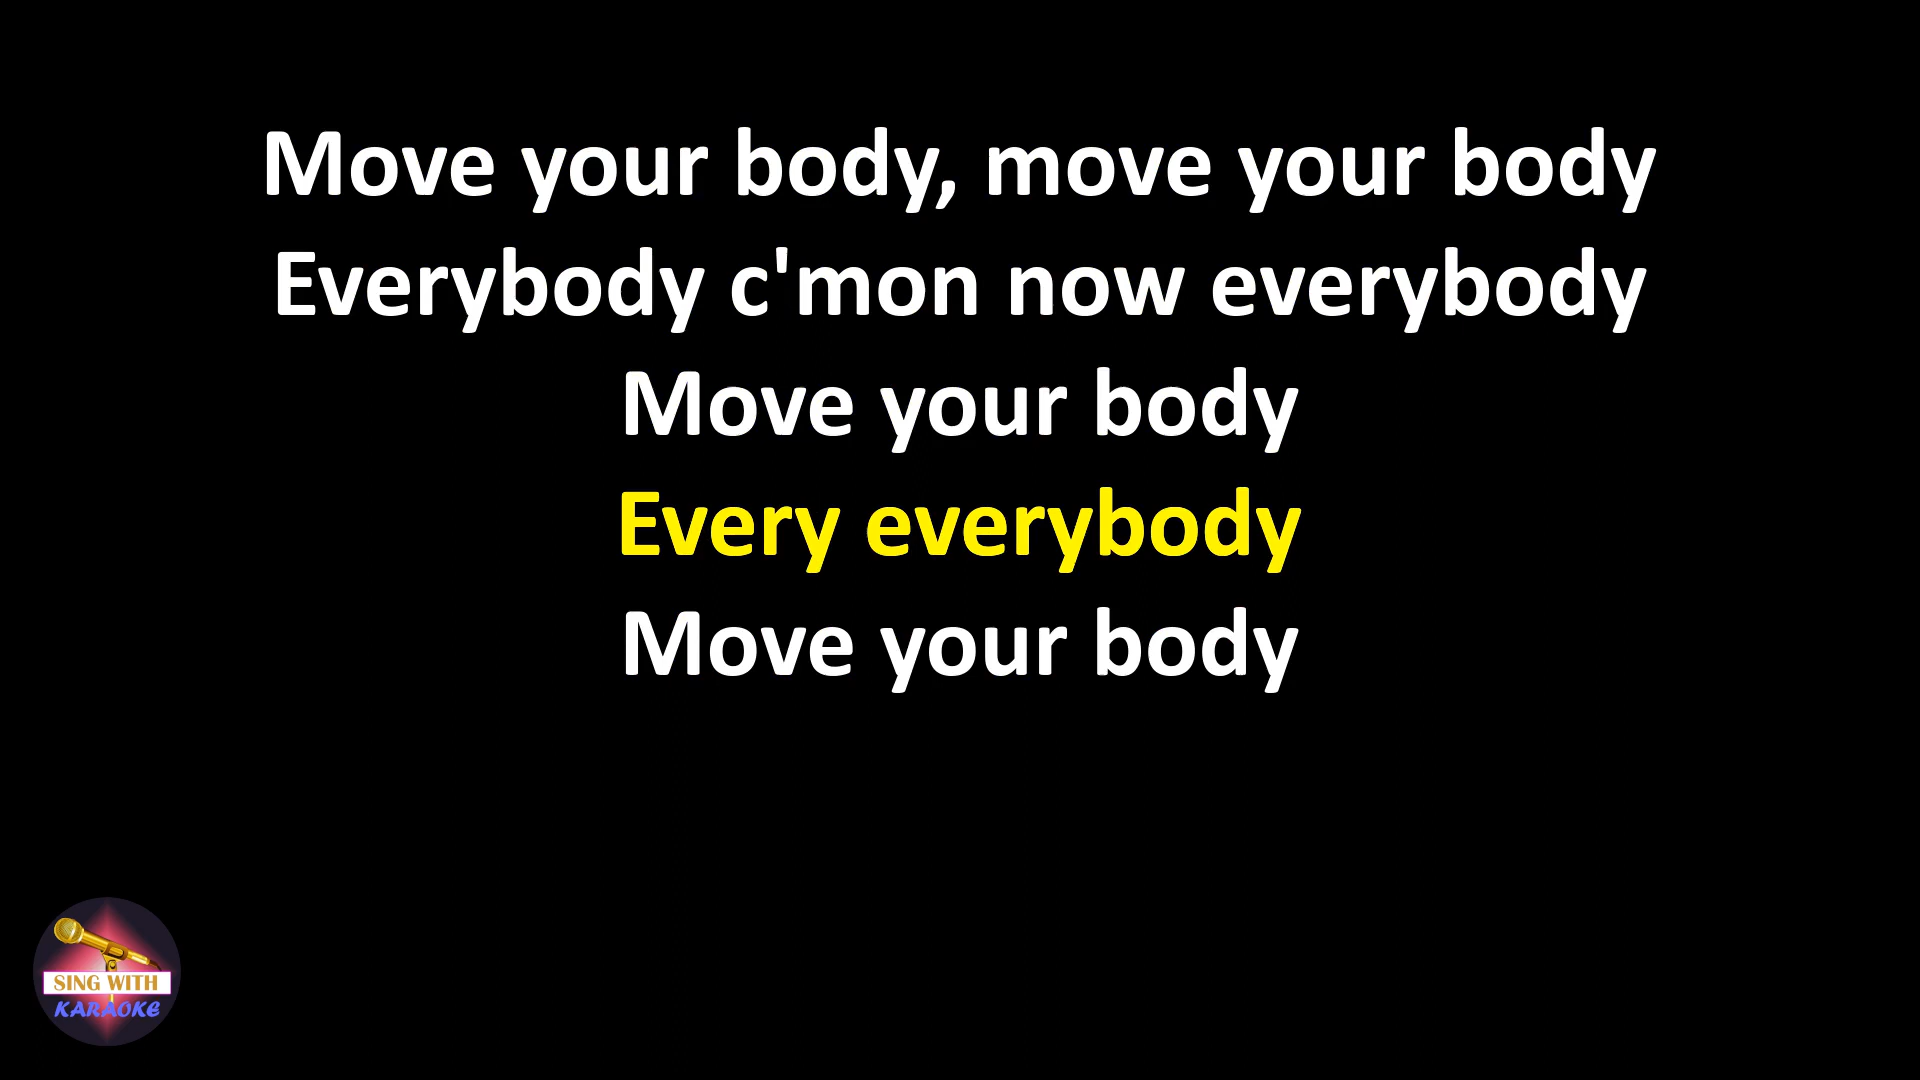 Move your body, move your body
Everybody c'mon now everybody
Move your body
Every everybody
Move your body
SING WITH
KARAOKE